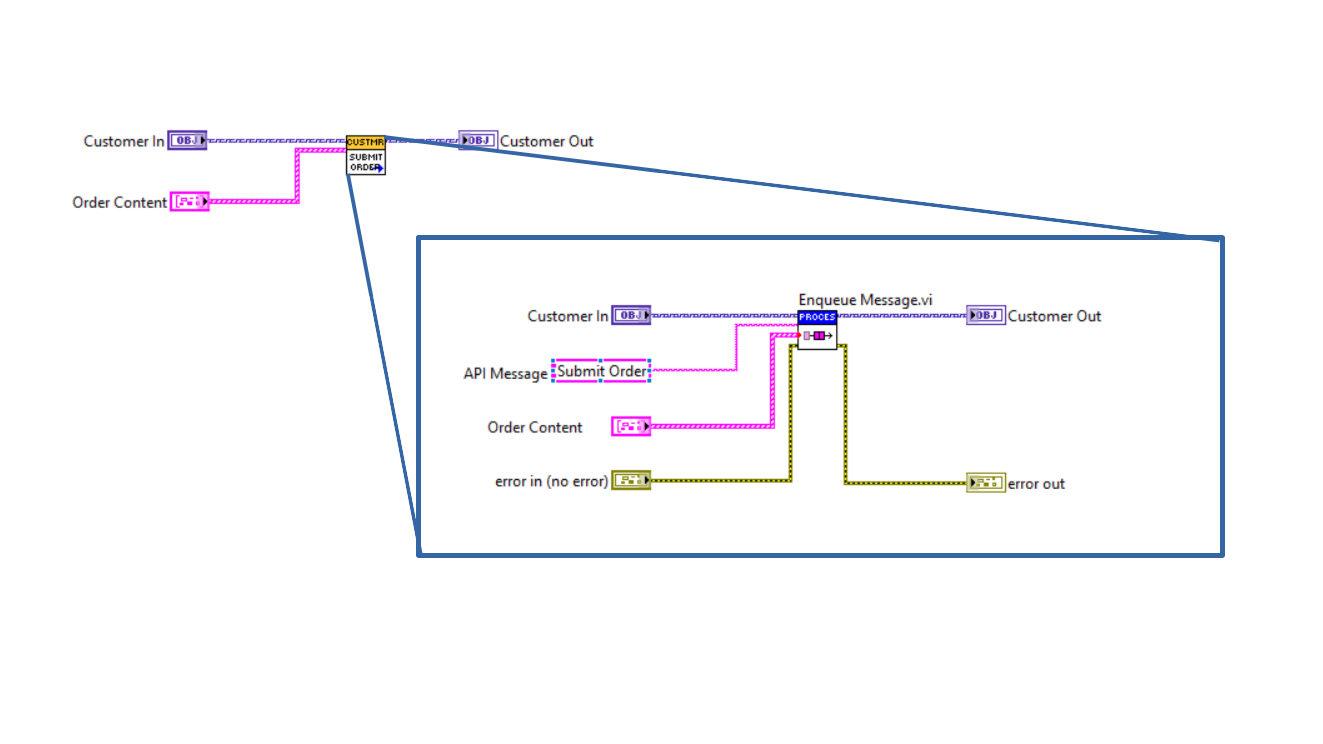 Customer In
OBJ
CUSTMR
SUBMIT
ORDER
OBJ
Customer Out
Order Content
Enqueue Message.vi
Customer In
OBJ
PROCES
OBJ
Customer Out
API Message
Submit Order
Order Content
error in (no error)
error out